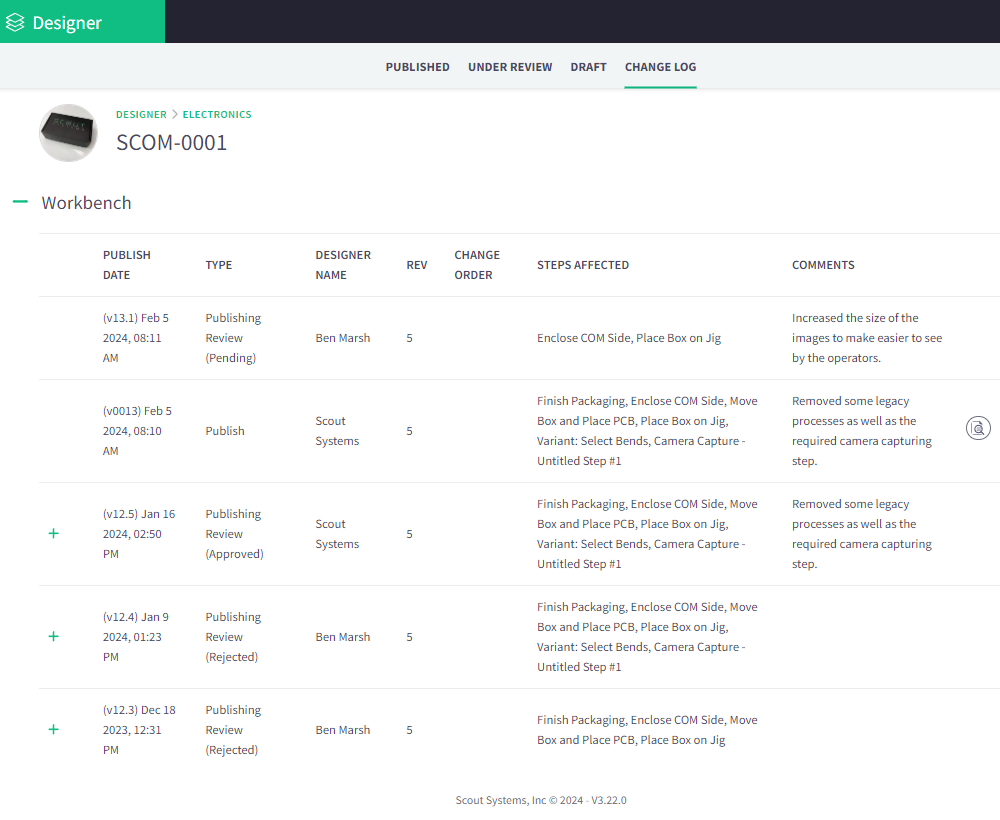 Designer
PUBLISHED UNDER REVIEW DRAFT CHANGE LOG
DESIGNER ELECTRONICS
SCOM-0001
Workbench
PUBLISH DATE TYPE DESIGNER NAME REV CHANGE ORDER STEPS AFFECTED COMMENTS
(v13.1) Feb 5 2024, 08:11 AM Publishing Review (Pending) Ben Marsh 5 Enclose COM Side, Place Box on Jig Increased the size of the images to make easier to see by the operators.
(v0013) Feb 5 2024, 08:10 AM Publish Scout Systems 5 Finish Packaging, Enclose COM Side, Move Box and Place PCB, Place Box on Jig, Variant: Select Bends, Camera Capture - Untitled Step #1 Removed some legacy processes as well as the required camera capturing step.
(v12.5) Jan 16 2024, 02:50 PM Publishing Review (Approved) Scout Systems 5 Finish Packaging, Enclose COM Side, Move Box and Place PCB, Place Box on Jig, Variant: Select Bends, Camera Capture - Untitled Step #1 Removed some legacy processes as well as the required camera capturing step.
(v12.4) Jan 9 2024, 01:23 PM Publishing Review (Rejected) Ben Marsh 5 Finish Packaging, Enclose COM Side, Move Box and Place PCB, Place Box on Jig, Variant: Select Bends, Camera Capture - Untitled Step #1
(v12.3) Dec 18 2023, 12:31 PM Publishing Review (Rejected) Ben Marsh 5 Finish Packaging, Enclose COM Side, Move Box and Place PCB, Place Box on Jig
Scout Systems, Inc © 2024 - V3.22.0